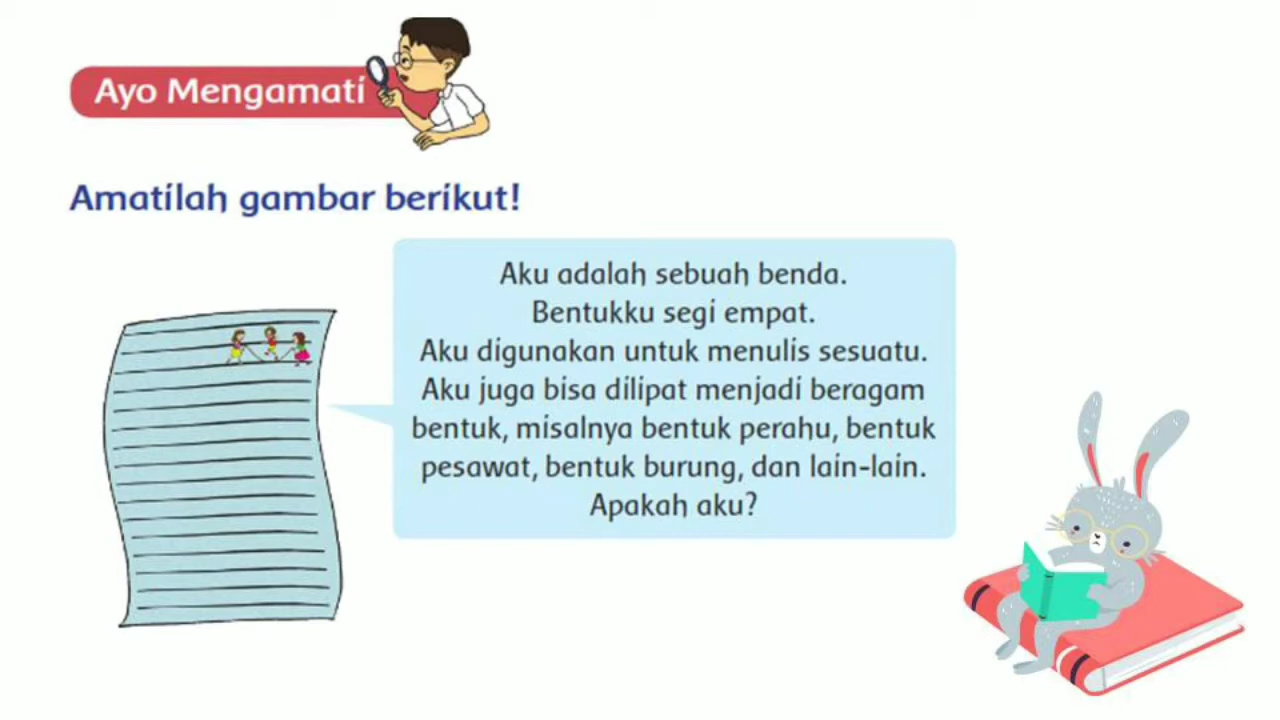 Ayo Mengamati
Amatilah gambar berikut!
Aku adalah sebuah benda.
Bentukku segi empat.
Aku digunakan untuk menulis sesuatu.
Aku juga bisa dilipat menjadi beragam
bentuk, misalnya bentuk perahu, bentuk
pesawat, bentuk burung, dan lain-lain.
Apakah aku?